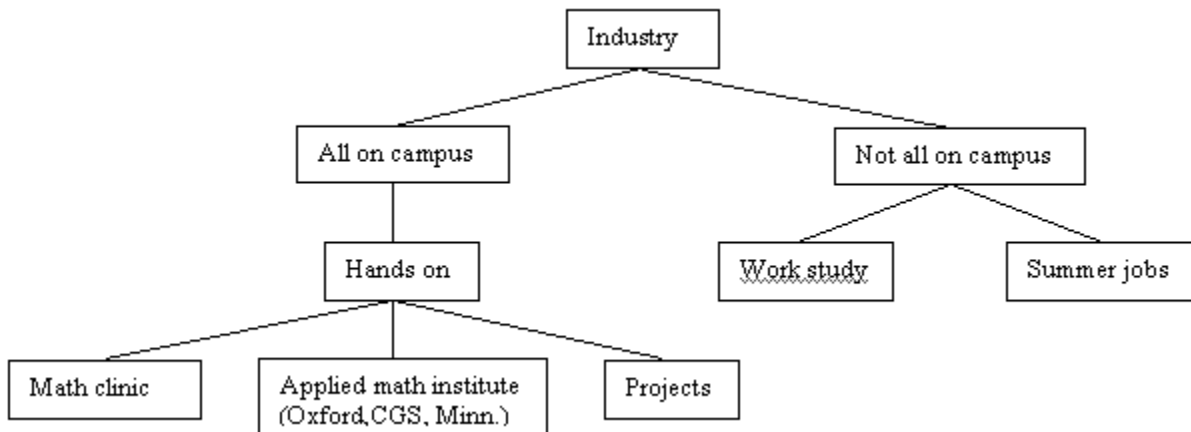 Industry
All on campus
Not all on campus
Hands on
Work study
Summer jobs
Math clinic
Applied math institute
(Oxford,CGS, Minn.)
Projects